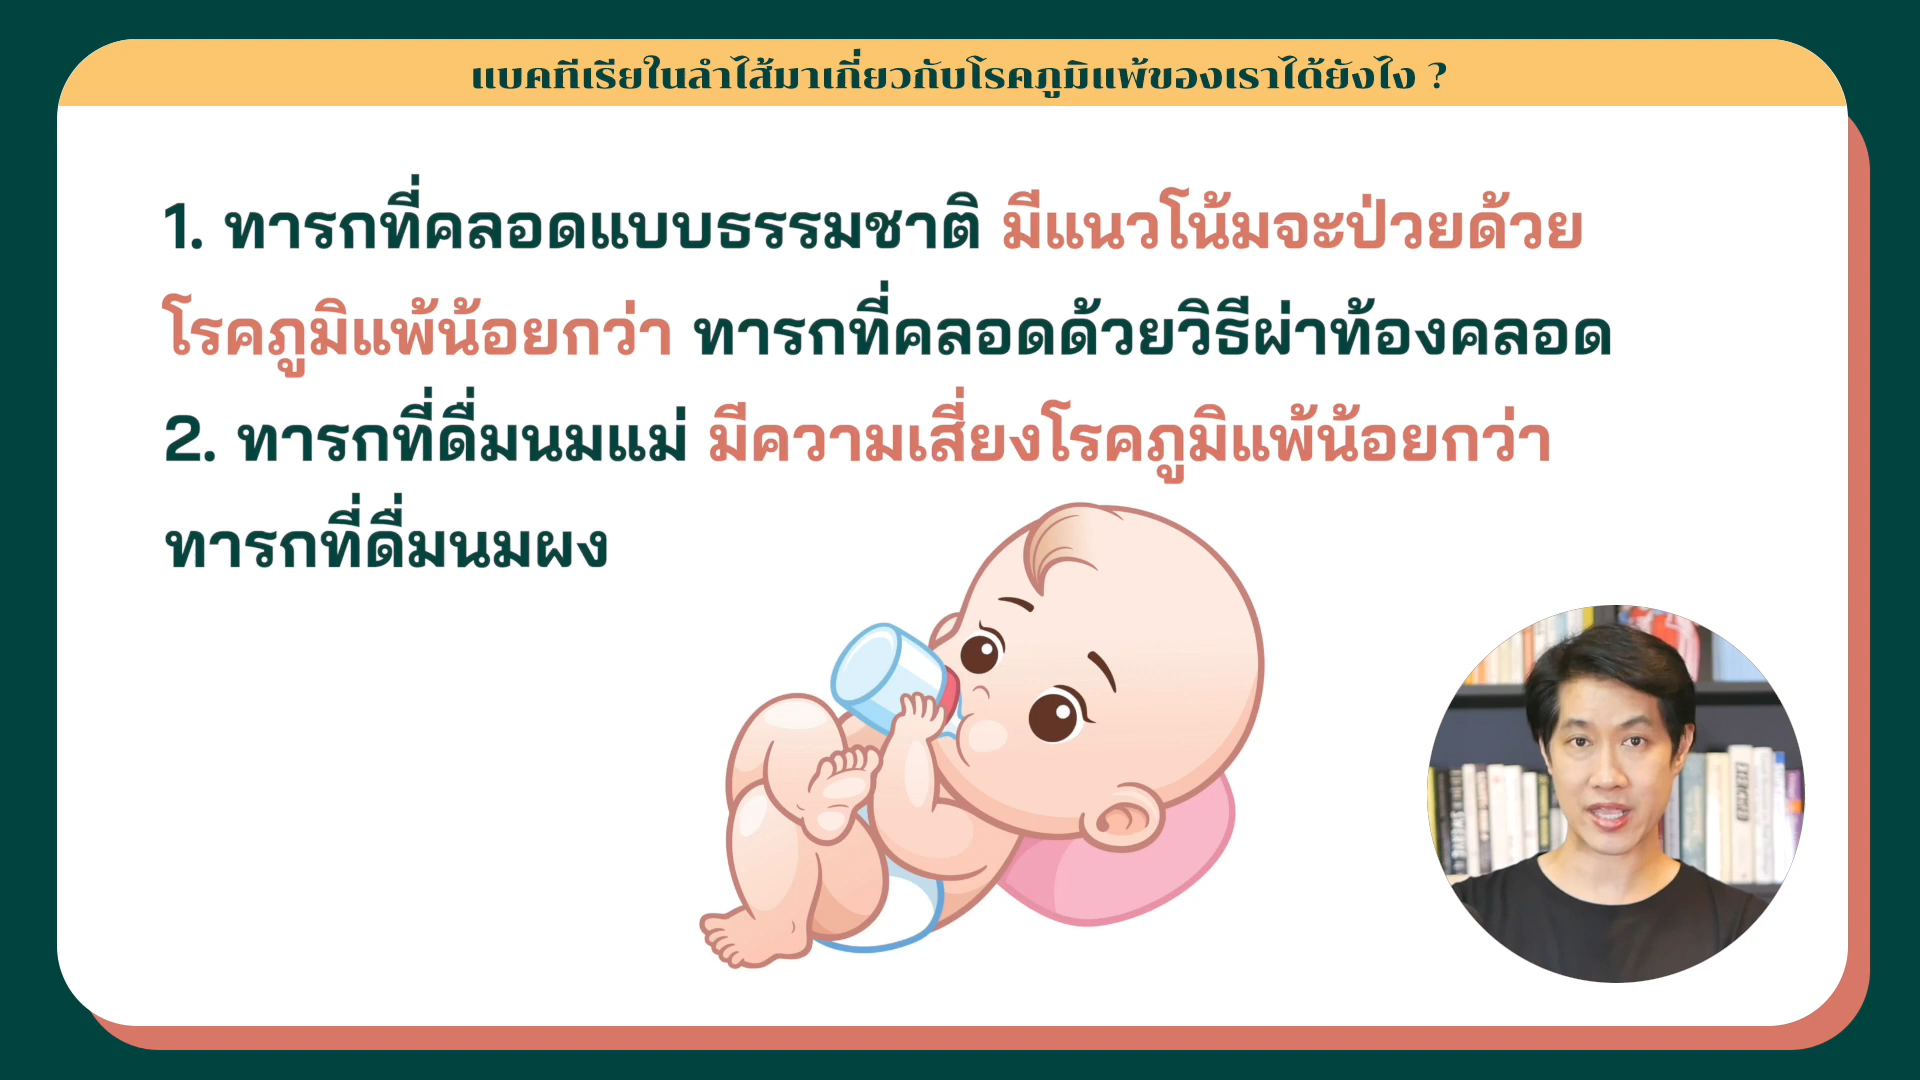 แบคทีเรียในลำไส้มาเกี่ยวกับโรคภูมิแพ้ของเราได้ยังไง ?
1. ทารกที่คลอดแบบธรรมชาติ มีแนวโน้มจะป่วยด้วย
โรคภูมิแพ้น้อยกว่า ทารกที่คลอดด้วยวิธีผ่าท้องคลอด
2. ทารกที่ดื่มนมแม่ มีความเสี่ยงโรคภูมิแพ้น้อยกว่า
ทารกที่ดื่มนมผง
EXERCISED